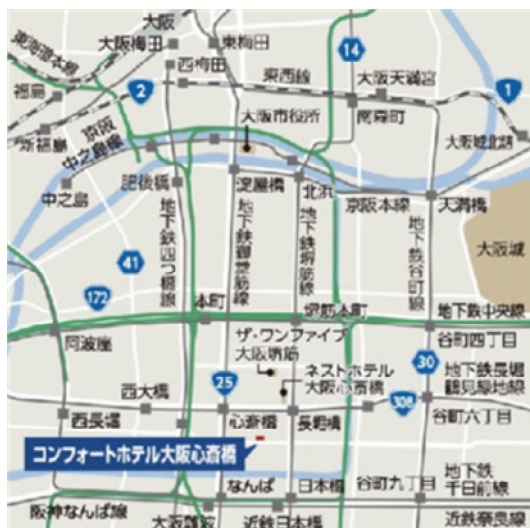 大阪
東海道本線
大阪梅田
東梅田
14
西梅田
東西線
大阪天満宮
福島
2
1
大阪市役所
南森町
新福島
京阪
中之島線
大阪城北詰
肥後橋
淀屋橋
北浜
中之島
京阪本線
天満橋
地下鉄四つ橋線
地下鉄御堂筋線
地下鉄堺筋線
地下鉄谷町線
大阪城
41
172
本町
堺筋本町
地下鉄中央線
阿波座
ザ・ワンファイブ
大阪堺筋
谷町四丁目
30
地下鉄長堀
鶴見緑地線
ネストホテル
大阪心斎橋
西大橋
25
308
西長堀
心斎橋
長堀橋
谷町六丁目
コンフォートホテル大阪心斎橋
なんば
日本橋
谷町九丁目
地下鉄
千日前線
阪神なんば線
大阪難波
近鉄日本橋
近鉄奈良線